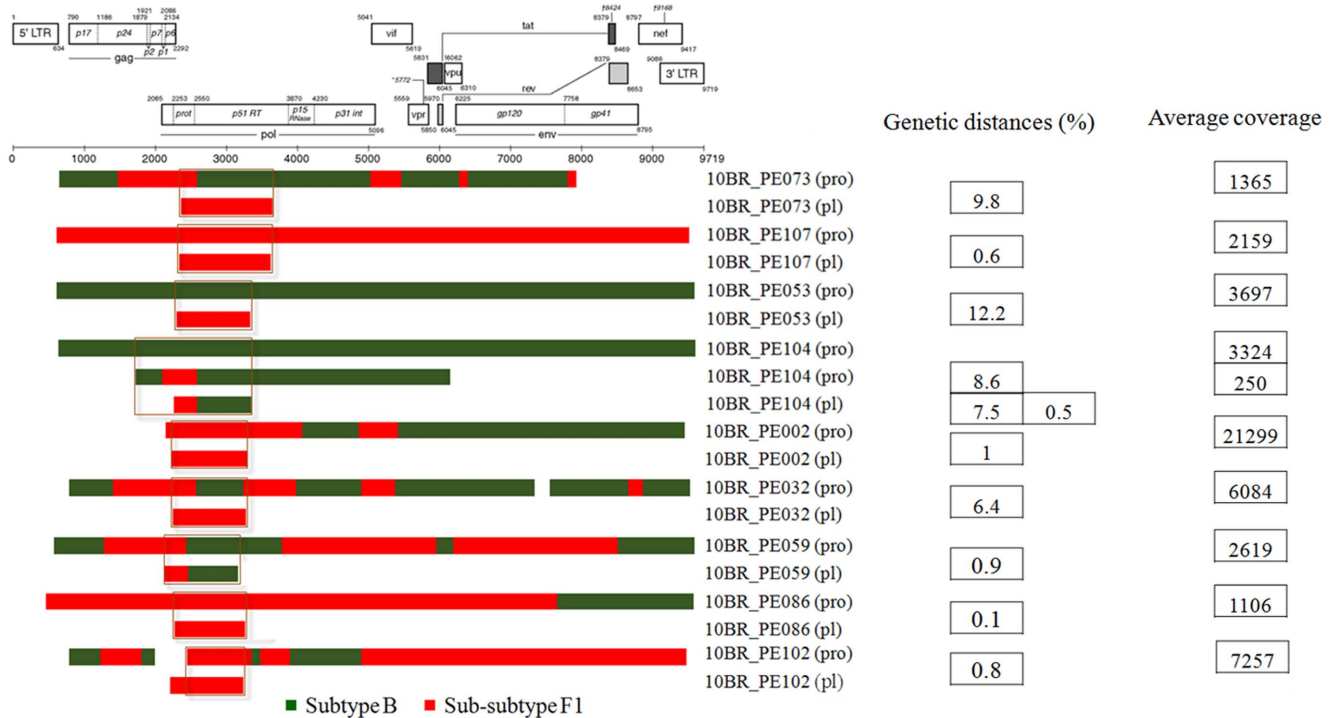 1 790 1186 1921 1879 2086 2134 5041 tat 8379 †8424 8797 †9168
5' LTR p17 p24 p7 p6 vif nef
634 gag p2 p1 2292 5619 8469 9417
5831 !6062 8379 9086
vpu 3' LTR
*5772 6045 6310 rev 8653 9719
2085 2253 2550 3870 4230 5559 5970 6225 7758
prot p51 RT p15 RNase p31 int vpr gp120 gp41
pol 5096 5850 6045 env 8795
Genetic distances (%) Average coverage
0 1000 2000 3000 4000 5000 6000 7000 8000 9000 9719
10BR_PE073 (pro) 1365
10BR_PE073 (pl) 9.8
10BR_PE107 (pro) 2159
10BR_PE107 (pl) 0.6
10BR_PE053 (pro) 3697
10BR_PE053 (pl) 12.2
10BR_PE104 (pro) 3324
10BR_PE104 (pro) 8.6 250
10BR_PE104 (pl) 7.5 0.5
10BR_PE002 (pro) 21299
10BR_PE002 (pl) 1
10BR_PE032 (pro) 6084
10BR_PE032 (pl) 6.4
10BR_PE059 (pro) 2619
10BR_PE059 (pl) 0.9
10BR_PE086 (pro) 1106
10BR_PE086 (pl) 0.1
10BR_PE102 (pro) 7257
10BR_PE102 (pl) 0.8
Subtype B Sub-subtype F1